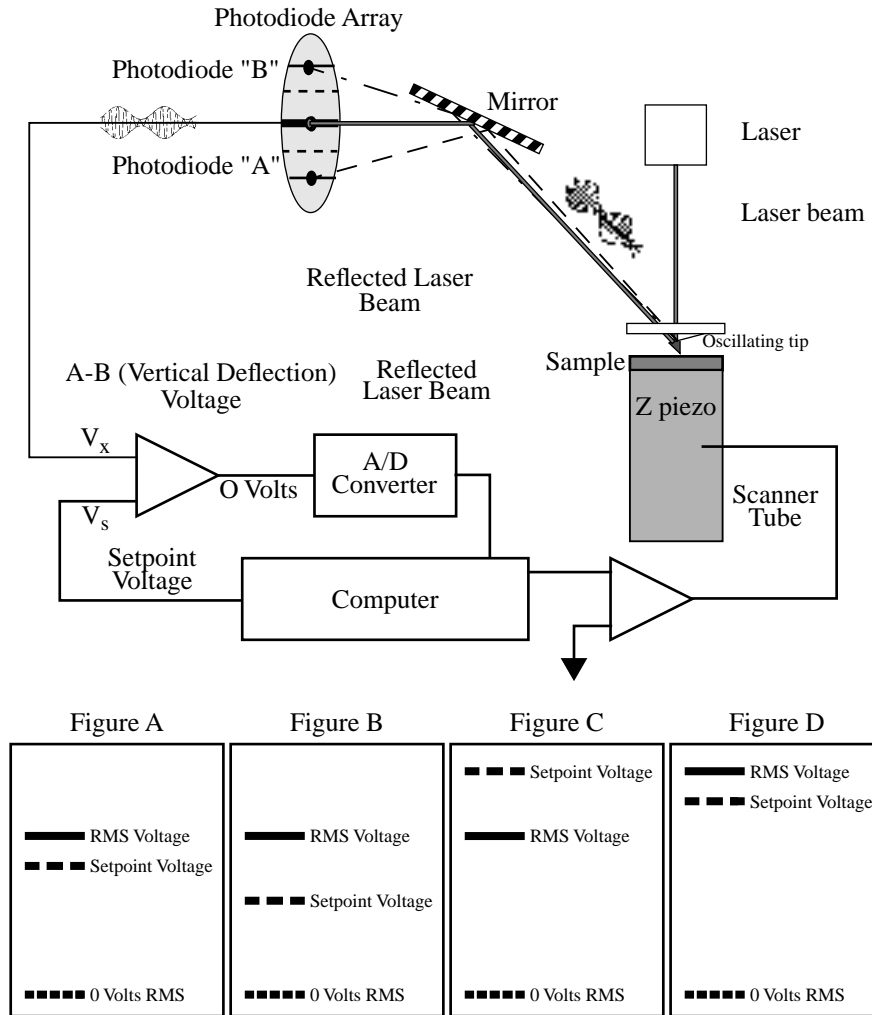 Photodiode Array
Photodiode "B"
Mirror
Photodiode "A"
Laser
Laser beam
Reflected Laser
Beam
Oscillating tip
Sample
Reflected
Laser Beam
A-B (Vertical Deflection)
Voltage
Z piezo
Vx
A/D
Converter
O Volts
Vs
Scanner
Tube
Setpoint
Voltage
Computer
Figure A
Figure B
Figure C
Figure D
RMS Voltage
Setpoint Voltage
0 Volts RMS
RMS Voltage
Setpoint Voltage
0 Volts RMS
Setpoint Voltage
RMS Voltage
0 Volts RMS
RMS Voltage
Setpoint Voltage
0 Volts RMS